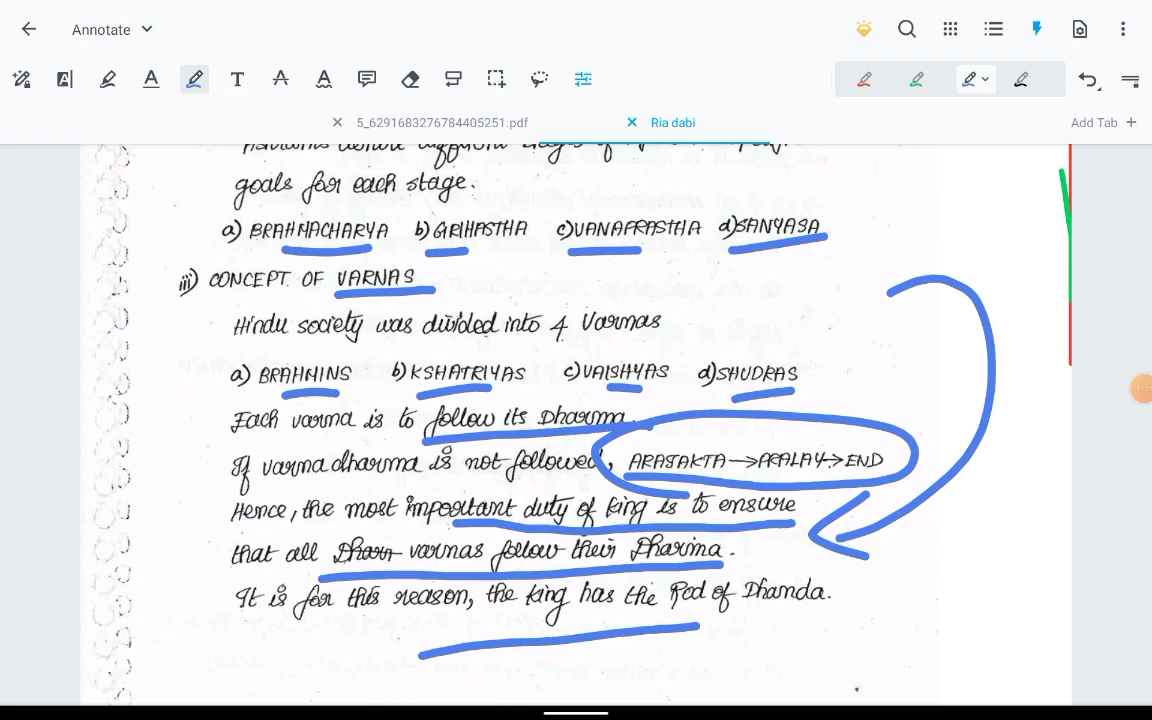 Annotate
5_6291683276784405251.pdf
Ria dabi
Add Tab +
goals for each stage.
a) BRAHMACHARYA b) GRIHASTHA c) VANAPRASTHA d) SANYASA
iii) CONCEPT OF VARNAS
Hindu society was divided into 4 Varnas
a) BRAHMINS b) KSHATRIYAS c) VAISHYAS d) SHUDRAS
Each varna is to follow its Dharma.
If varna dharma is not followed, ARAJAKTA → PRALAY → END
Hence, the most important duty of king is to ensure
that all Dharm varnas follow their Dharma.
It is for this reason, the king has the Rod of Dhanda.